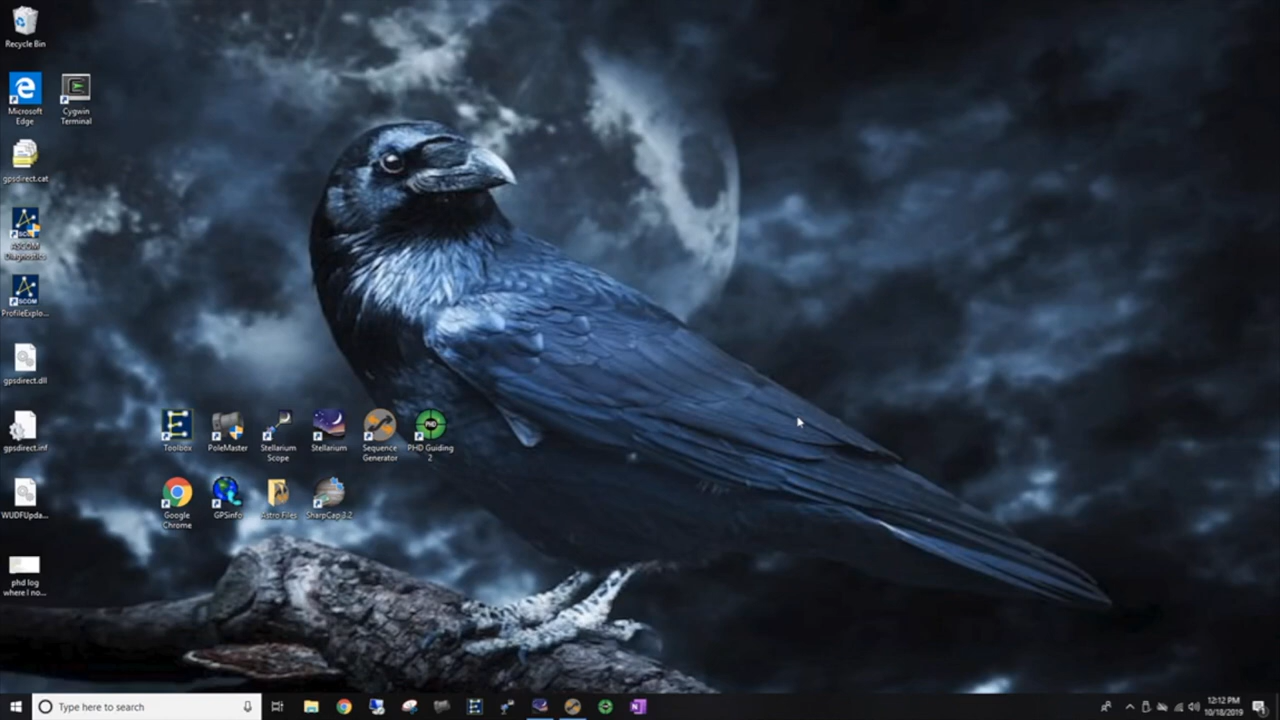 Recycle Bin
Microsoft
Edge
Cygwin
Terminal
gpsdirect.cat
ASCOM
Diagnostics
ProfileExplo...
gpsdirect.dll
gpsdirect.inf
Toolbox
PoleMaster
Stellarium
Scope
Stellarium
Sequence
Generator
PHD Guiding
2
WUDFUpda...
Google
Chrome
GPSInfo
Astro Files
SharpCap 3.2
phd log
where I no...
Type here to search
12:12 PM
10/18/2019